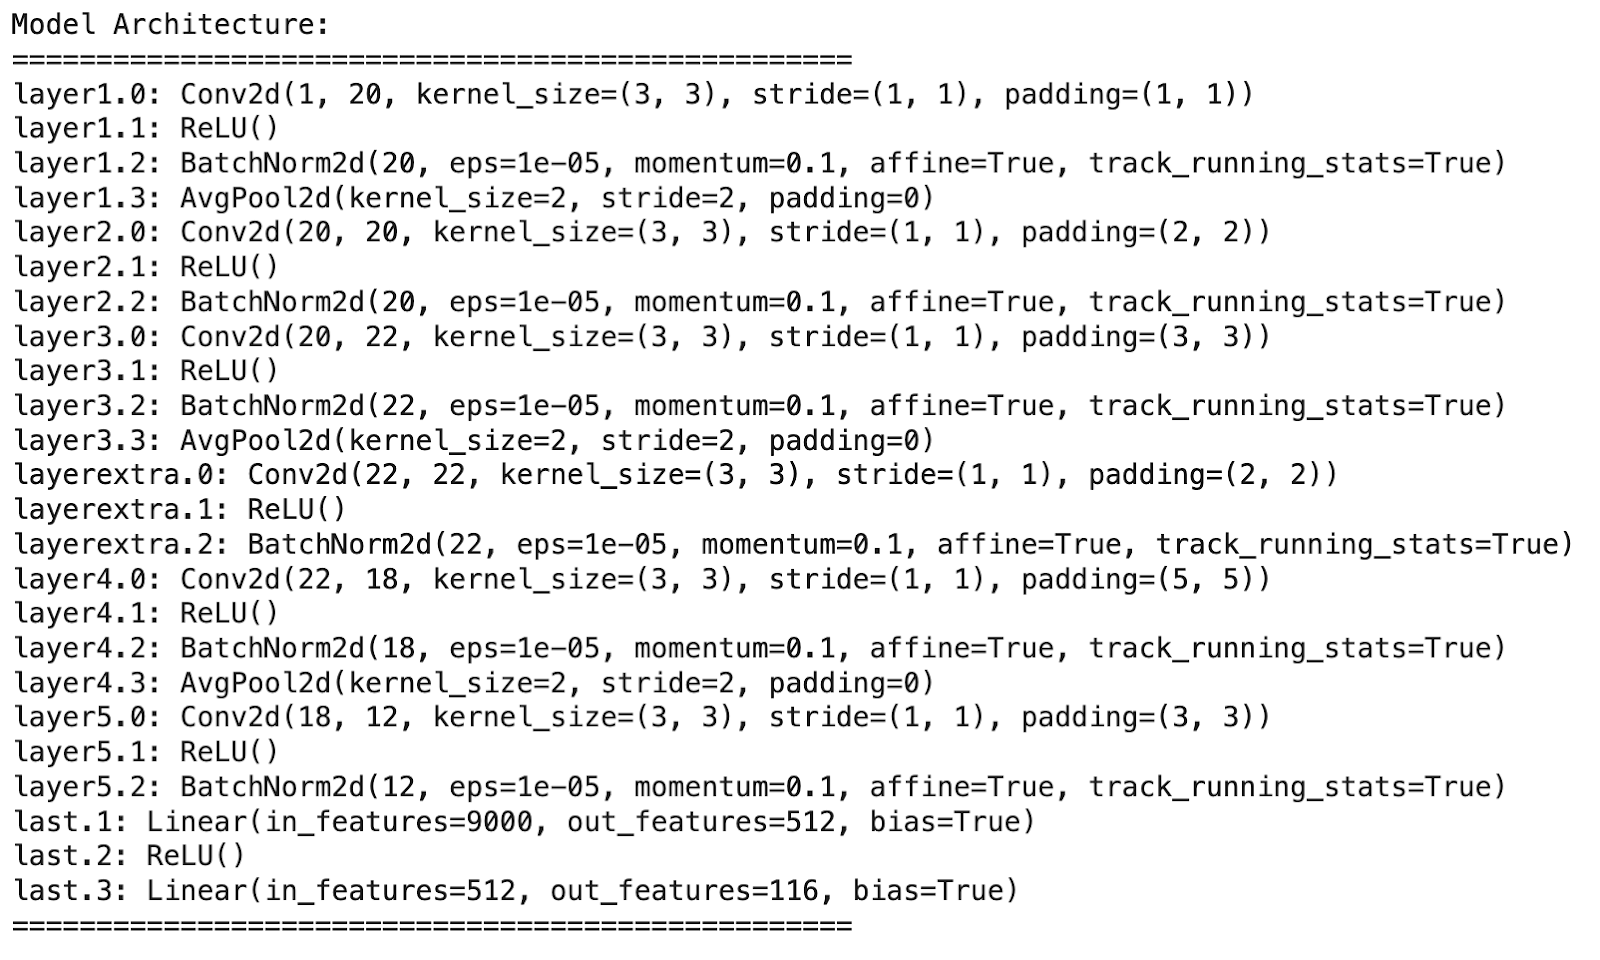 Model Architecture:
==================================================
layer1.0: Conv2d(1, 20, kernel_size=(3, 3), stride=(1, 1), padding=(1, 1))
layer1.1: ReLU()
layer1.2: BatchNorm2d(20, eps=1e-05, momentum=0.1, affine=True, track_running_stats=True)
layer1.3: AvgPool2d(kernel_size=2, stride=2, padding=0)
layer2.0: Conv2d(20, 20, kernel_size=(3, 3), stride=(1, 1), padding=(2, 2))
layer2.1: ReLU()
layer2.2: BatchNorm2d(20, eps=1e-05, momentum=0.1, affine=True, track_running_stats=True)
layer3.0: Conv2d(20, 22, kernel_size=(3, 3), stride=(1, 1), padding=(3, 3))
layer3.1: ReLU()
layer3.2: BatchNorm2d(22, eps=1e-05, momentum=0.1, affine=True, track_running_stats=True)
layer3.3: AvgPool2d(kernel_size=2, stride=2, padding=0)
layerextra.0: Conv2d(22, 22, kernel_size=(3, 3), stride=(1, 1), padding=(2, 2))
layerextra.1: ReLU()
layerextra.2: BatchNorm2d(22, eps=1e-05, momentum=0.1, affine=True, track_running_stats=True)
layer4.0: Conv2d(22, 18, kernel_size=(3, 3), stride=(1, 1), padding=(5, 5))
layer4.1: ReLU()
layer4.2: BatchNorm2d(18, eps=1e-05, momentum=0.1, affine=True, track_running_stats=True)
layer4.3: AvgPool2d(kernel_size=2, stride=2, padding=0)
layer5.0: Conv2d(18, 12, kernel_size=(3, 3), stride=(1, 1), padding=(3, 3))
layer5.1: ReLU()
layer5.2: BatchNorm2d(12, eps=1e-05, momentum=0.1, affine=True, track_running_stats=True)
last.1: Linear(in_features=9000, out_features=512, bias=True)
last.2: ReLU()
last.3: Linear(in_features=512, out_features=116, bias=True)
==================================================